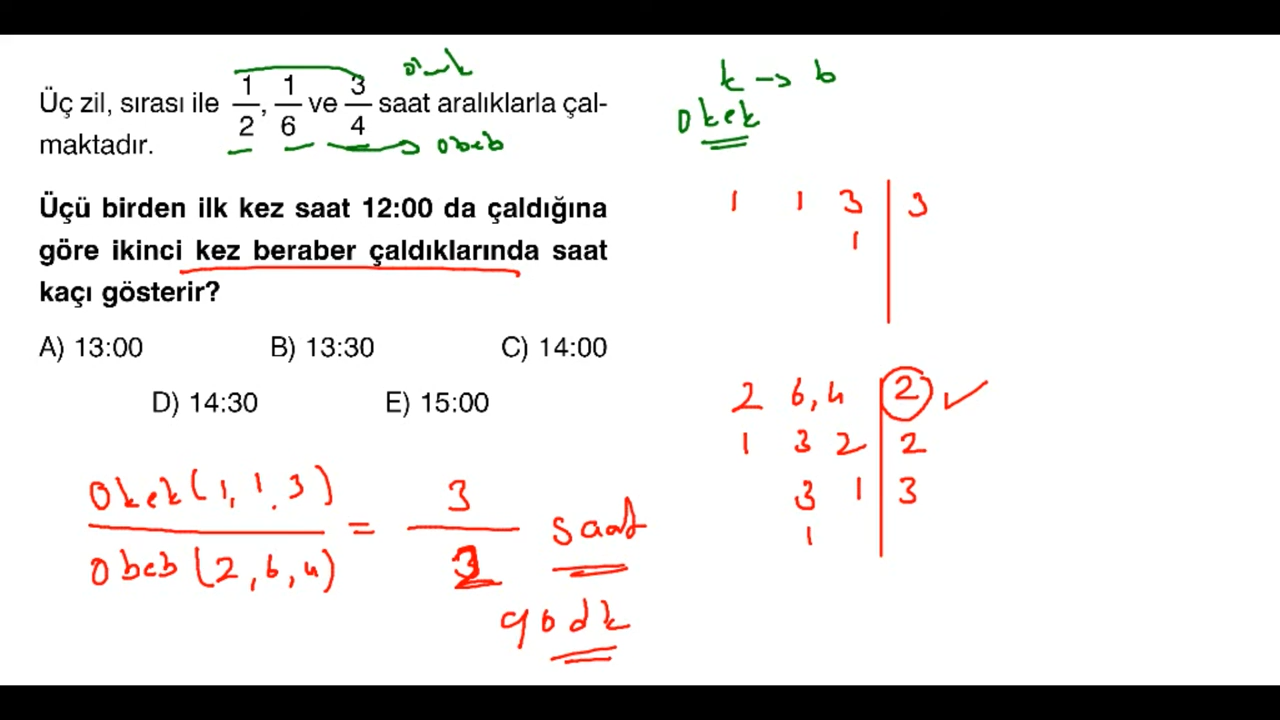 Üç zil, sırası ile 1/2, 1/6 ve 3/4 saat aralıklarla çal-
maktadır.
okek
obeb
Üçü birden ilk kez saat 12:00 da çaldığına
göre ikinci kez beraber çaldıklarında saat
kaçı gösterir?
A) 13:00 B) 13:30 C) 14:00
D) 14:30 E) 15:00
okek(1, 1, 3) / obeb(2, 6, 4) = 3/2 saat
90 dk
k → b
okek
1 1 3 | 3
1
2 6, 4 | 2 ✓
1 3 2 | 2
3 1 | 3
1